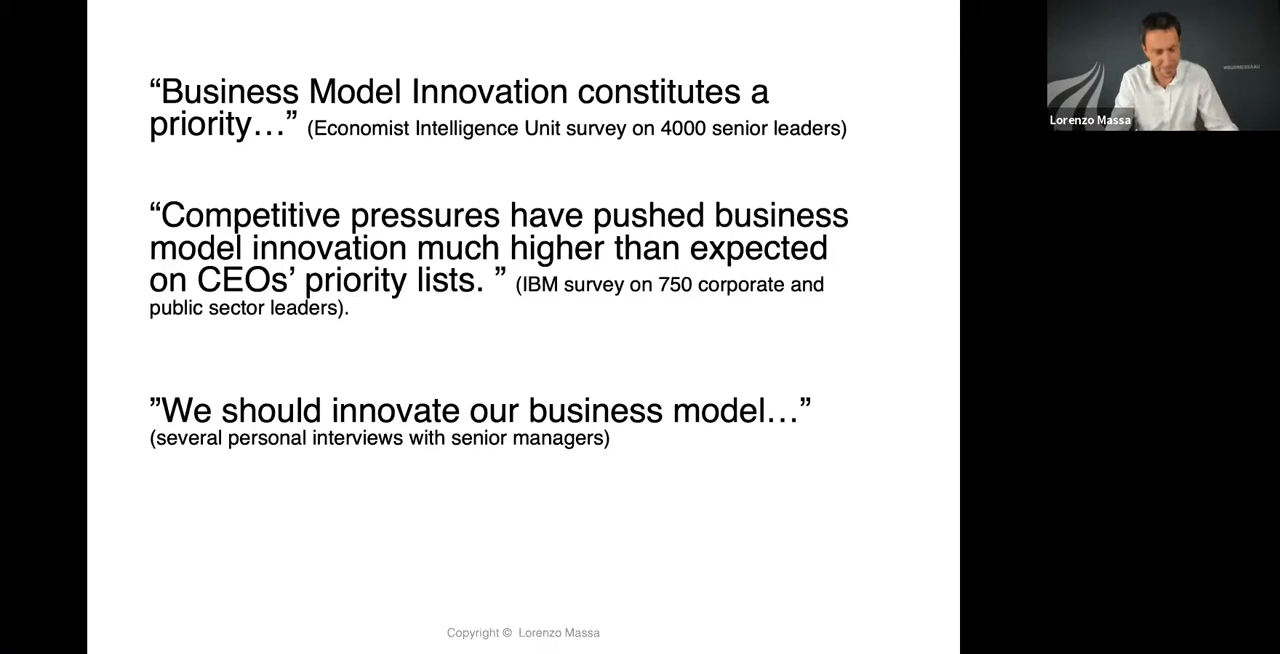 “Business Model Innovation constitutes a
priority…” (Economist Intelligence Unit survey on 4000 senior leaders)
“Competitive pressures have pushed business
model innovation much higher than expected
on CEOs’ priority lists. ” (IBM survey on 750 corporate and
public sector leaders).
”We should innovate our business model…”
(several personal interviews with senior managers)
Copyright © Lorenzo Massa
Lorenzo Massa